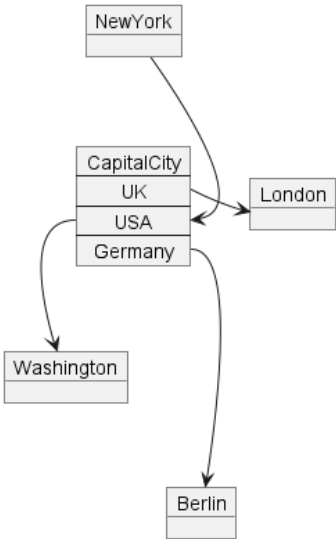 NewYork
CapitalCity
UK
USA
Germany
London
Washington
Berlin